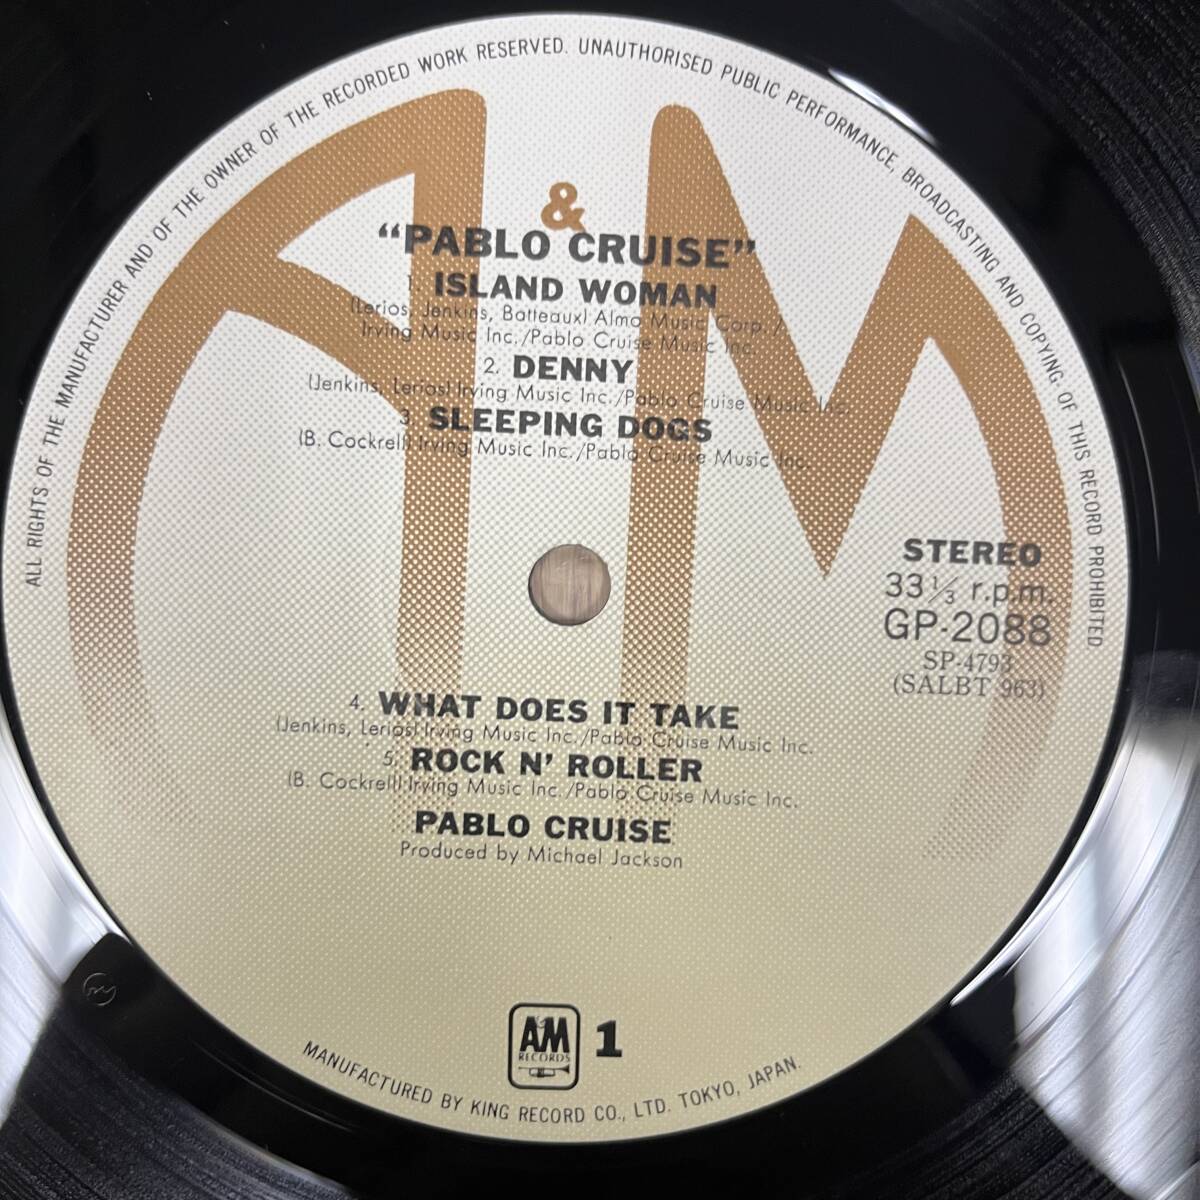 ALL RIGHTS OF THE MANUFACTURER AND OF THE OWNER OF THE RECORDED WORK RESERVED. UNAUTHORISED PUBLIC PERFORMANCE, BROADCASTING AND COPYING OF THIS RECORD PROHIBITED
A & M
“PABLO CRUISE”
1. ISLAND WOMAN
(Lerios, Jenkins, Batteaux) Almo Music Corp. /
Irving Music Inc./Pablo Cruise Music Inc.
2. DENNY
(Jenkins, Lerios) Irving Music Inc./Pablo Cruise Music Inc.
3. SLEEPING DOGS
(B. Cockrell) Irving Music Inc./Pablo Cruise Music Inc.
STEREO
33⅓ r.p.m.
GP-2088
SP-4793
(SALBT 963)
4. WHAT DOES IT TAKE
(Jenkins, Lerios) Irving Music Inc./Pablo Cruise Music Inc.
5. ROCK N’ ROLLER
(B. Cockrell) Irving Music Inc./Pablo Cruise Music Inc.
PABLO CRUISE
Produced by Michael Jackson
A&M 1
RECORDS
MANUFACTURED BY KING RECORD CO., LTD. TOKYO, JAPAN.